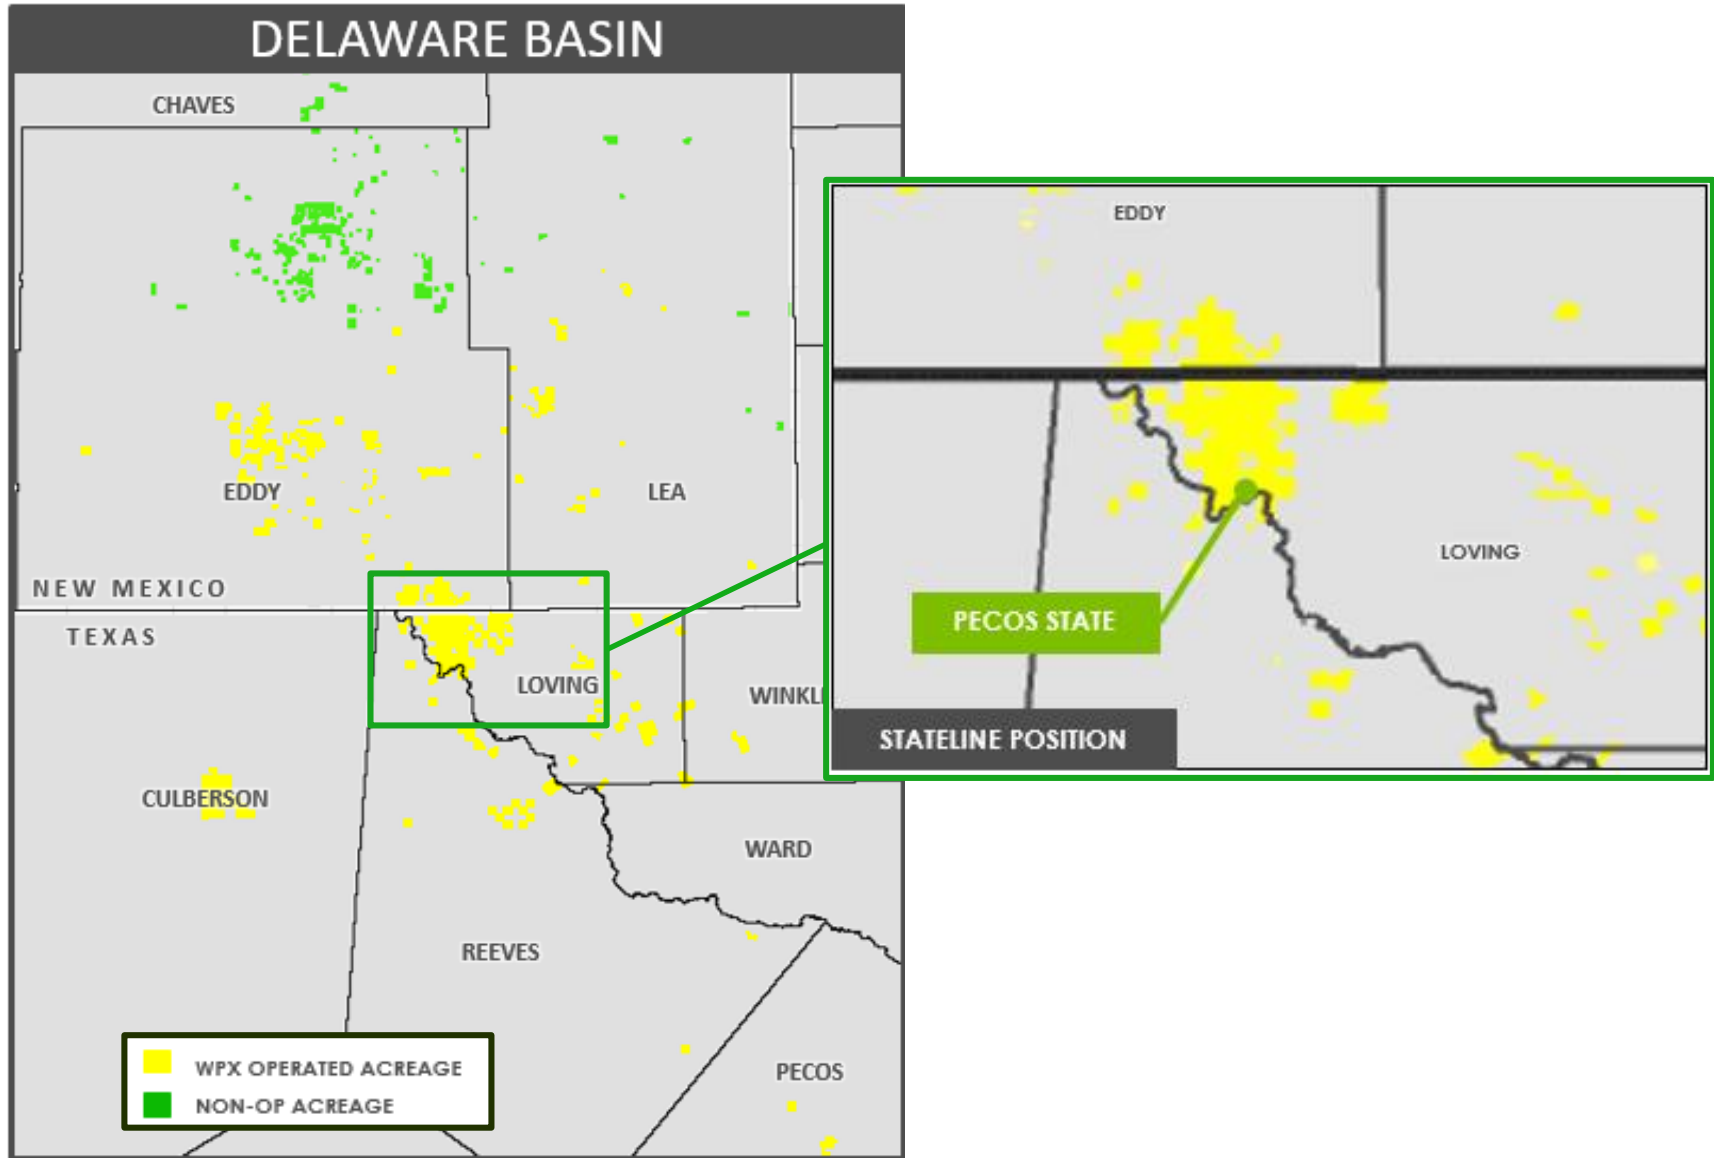 DELAWARE BASIN
CHAVES
EDDY
LEA
NEW MEXICO
TEXAS
LOVING
WINKL
CULBERSON
WARD
REEVES
PECOS
WPX OPERATED ACREAGE
NON-OP ACREAGE
EDDY
LOVING
PECOS STATE
STATELINE POSITION